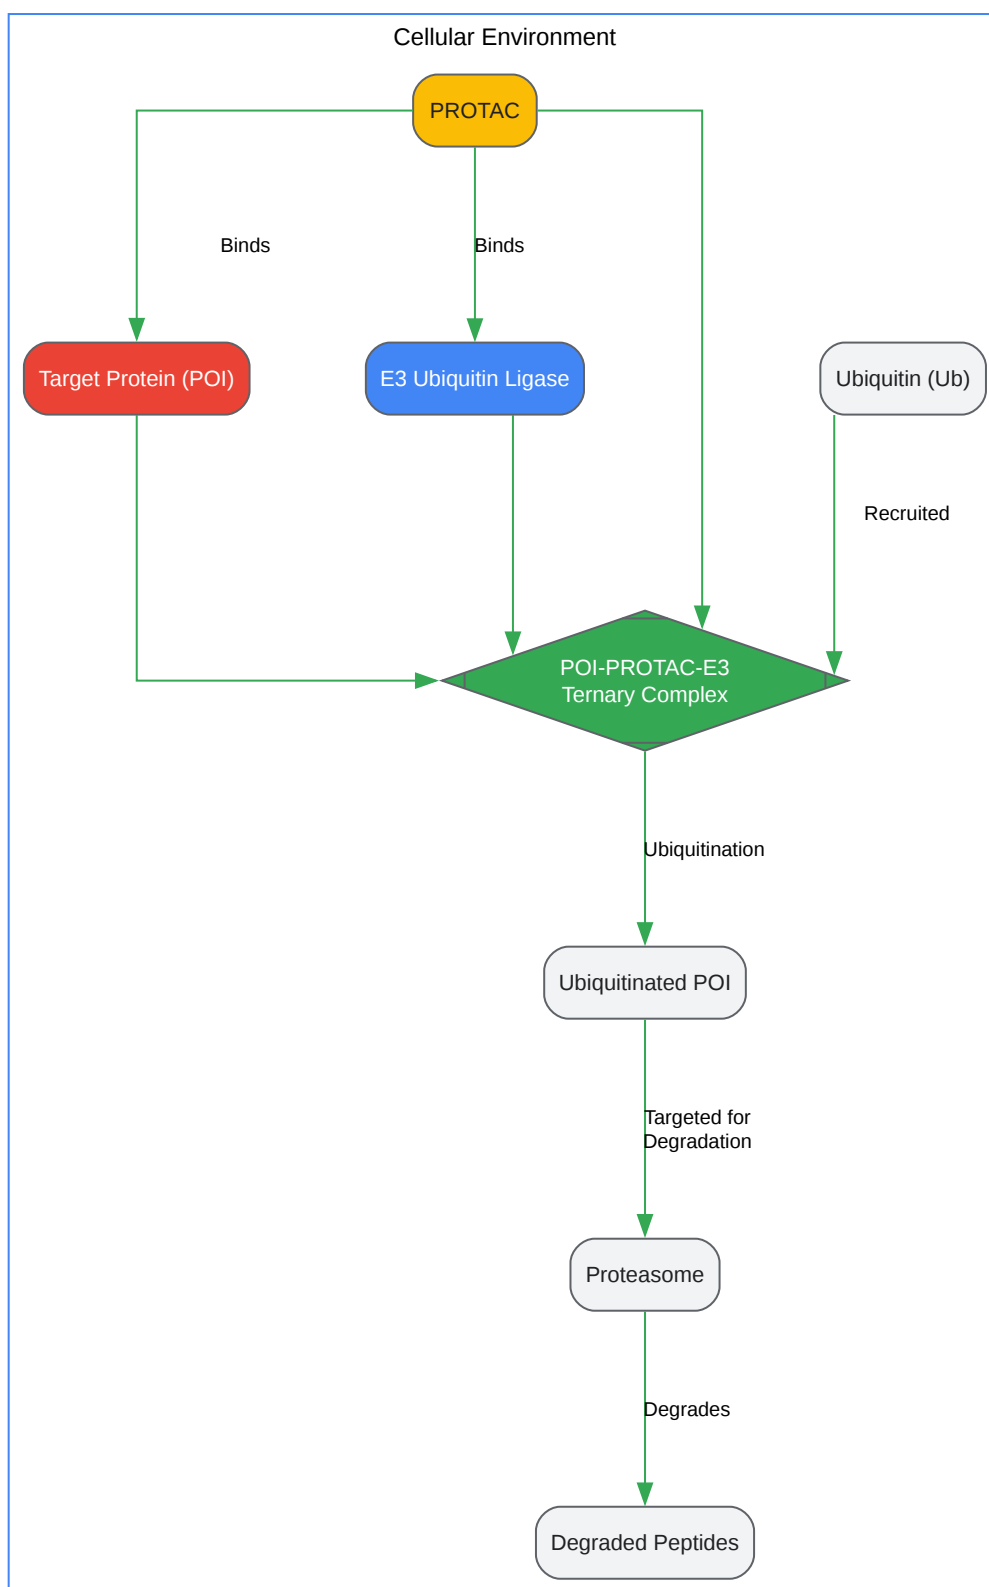 Cellular Environment
PROTAC
Binds
Binds
Target Protein (POI)
E3 Ubiquitin Ligase
Ubiquitin (Ub)
Recruited
POI-PROTAC-E3
Ternary Complex
Ubiquitination
Ubiquitinated POI
Targeted for
Degradation
Proteasome
Degrades
Degraded Peptides